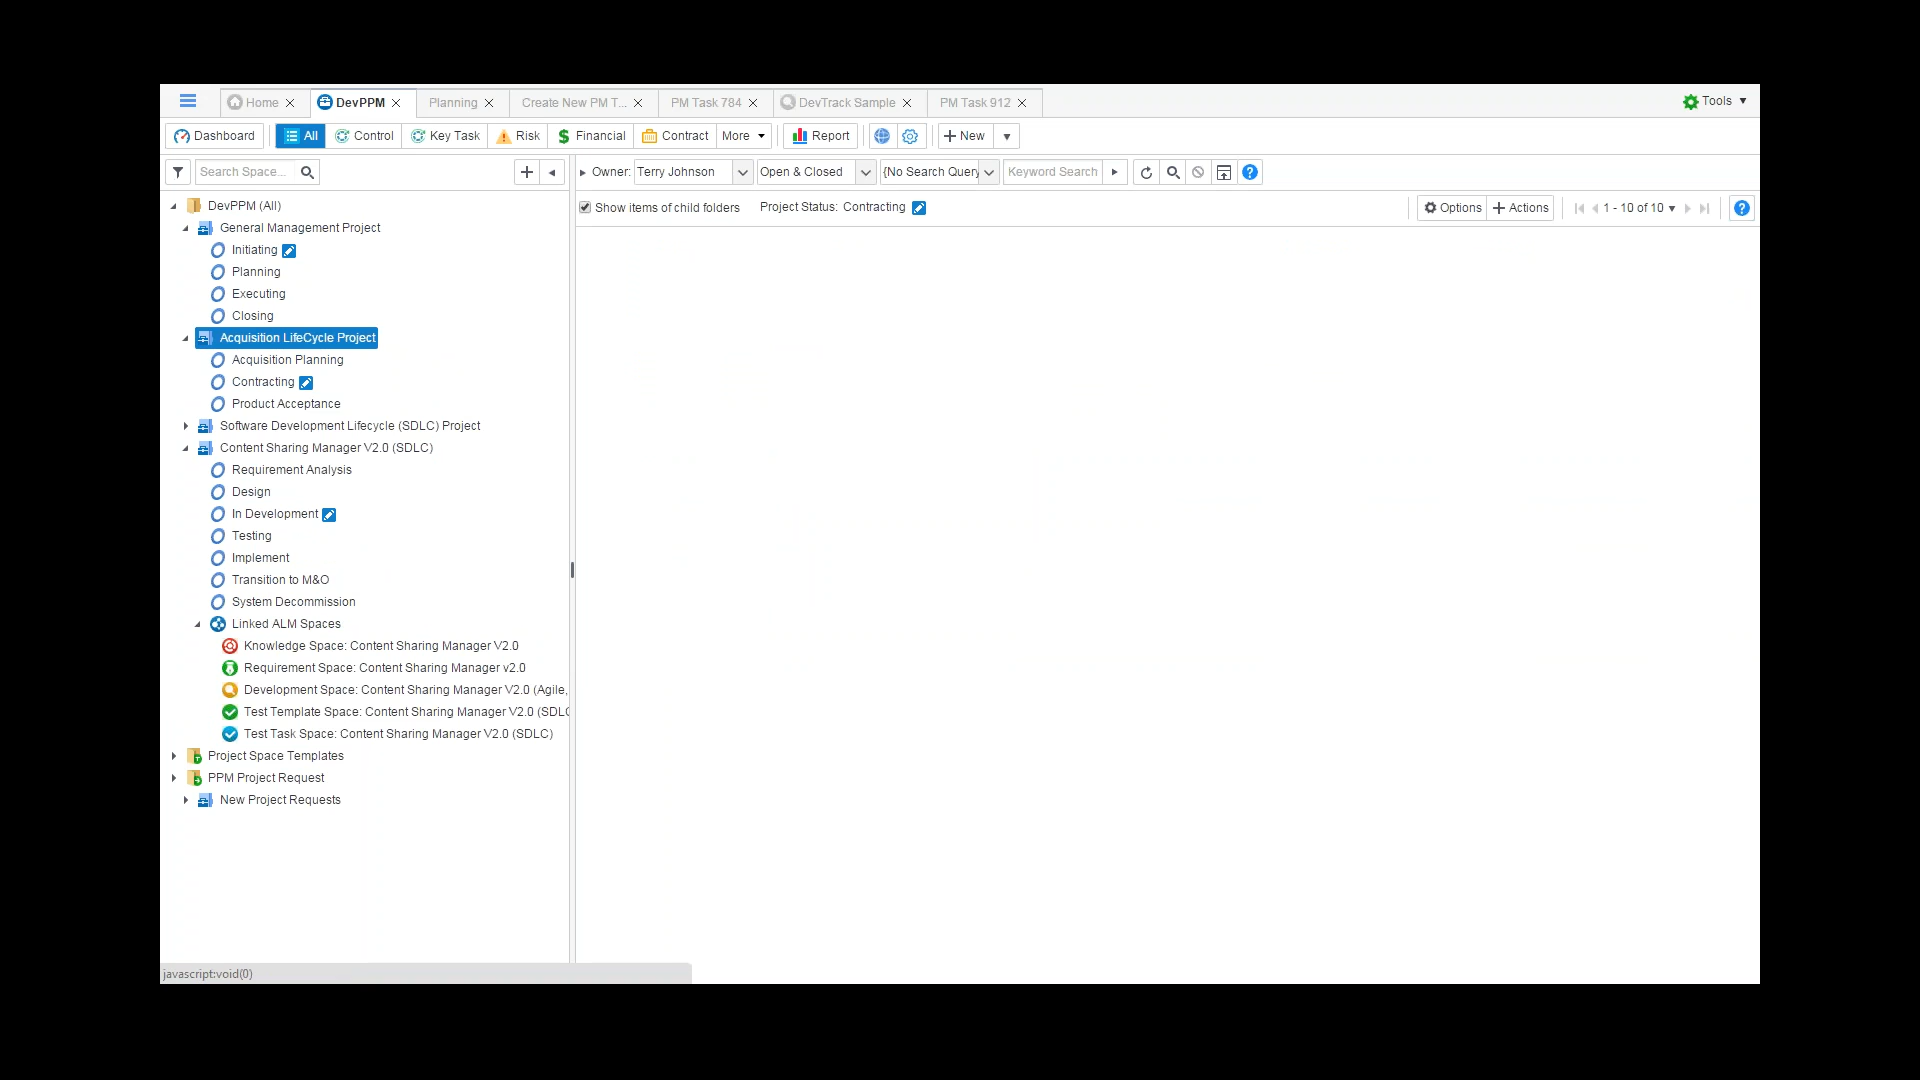 Home DevPPM Planning Create New PM T... PM Task 784 DevTrack Sample PM Task 912 Tools
Dashboard All Control Key Task Risk Financial Contract More Report New
Search Space... Owner: Terry Johnson Open & Closed {No Search Query Keyword Search
Show items of child folders Project Status: Contracting Options Actions 1 - 10 of 10
DevPPM (All)
General Management Project
Initiating
Planning
Executing
Closing
Acquisition LifeCycle Project
Acquisition Planning
Contracting
Product Acceptance
Software Development Lifecycle (SDLC) Project
Content Sharing Manager V2.0 (SDLC)
Requirement Analysis
Design
In Development
Testing
Implement
Transition to M&O
System Decommission
Linked ALM Spaces
Knowledge Space: Content Sharing Manager V2.0
Requirement Space: Content Sharing Manager v2.0
Development Space: Content Sharing Manager V2.0 (Agile,
Test Template Space: Content Sharing Manager V2.0 (SDLC
Test Task Space: Content Sharing Manager V2.0 (SDLC)
Project Space Templates
PPM Project Request
New Project Requests
javascript:void(0)